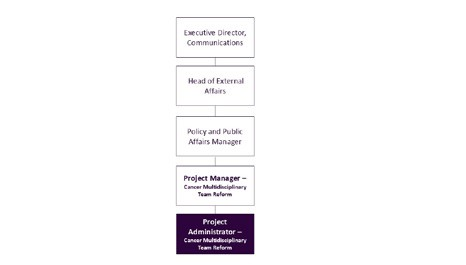 Executive Director,
Communications
Head of External
Affairs
Policy and Public
Affairs Manager
Project Manager –
Cancer Multidisciplinary
Team Reform
Project
Administrator –
Cancer Multidisciplinary
Team Reform